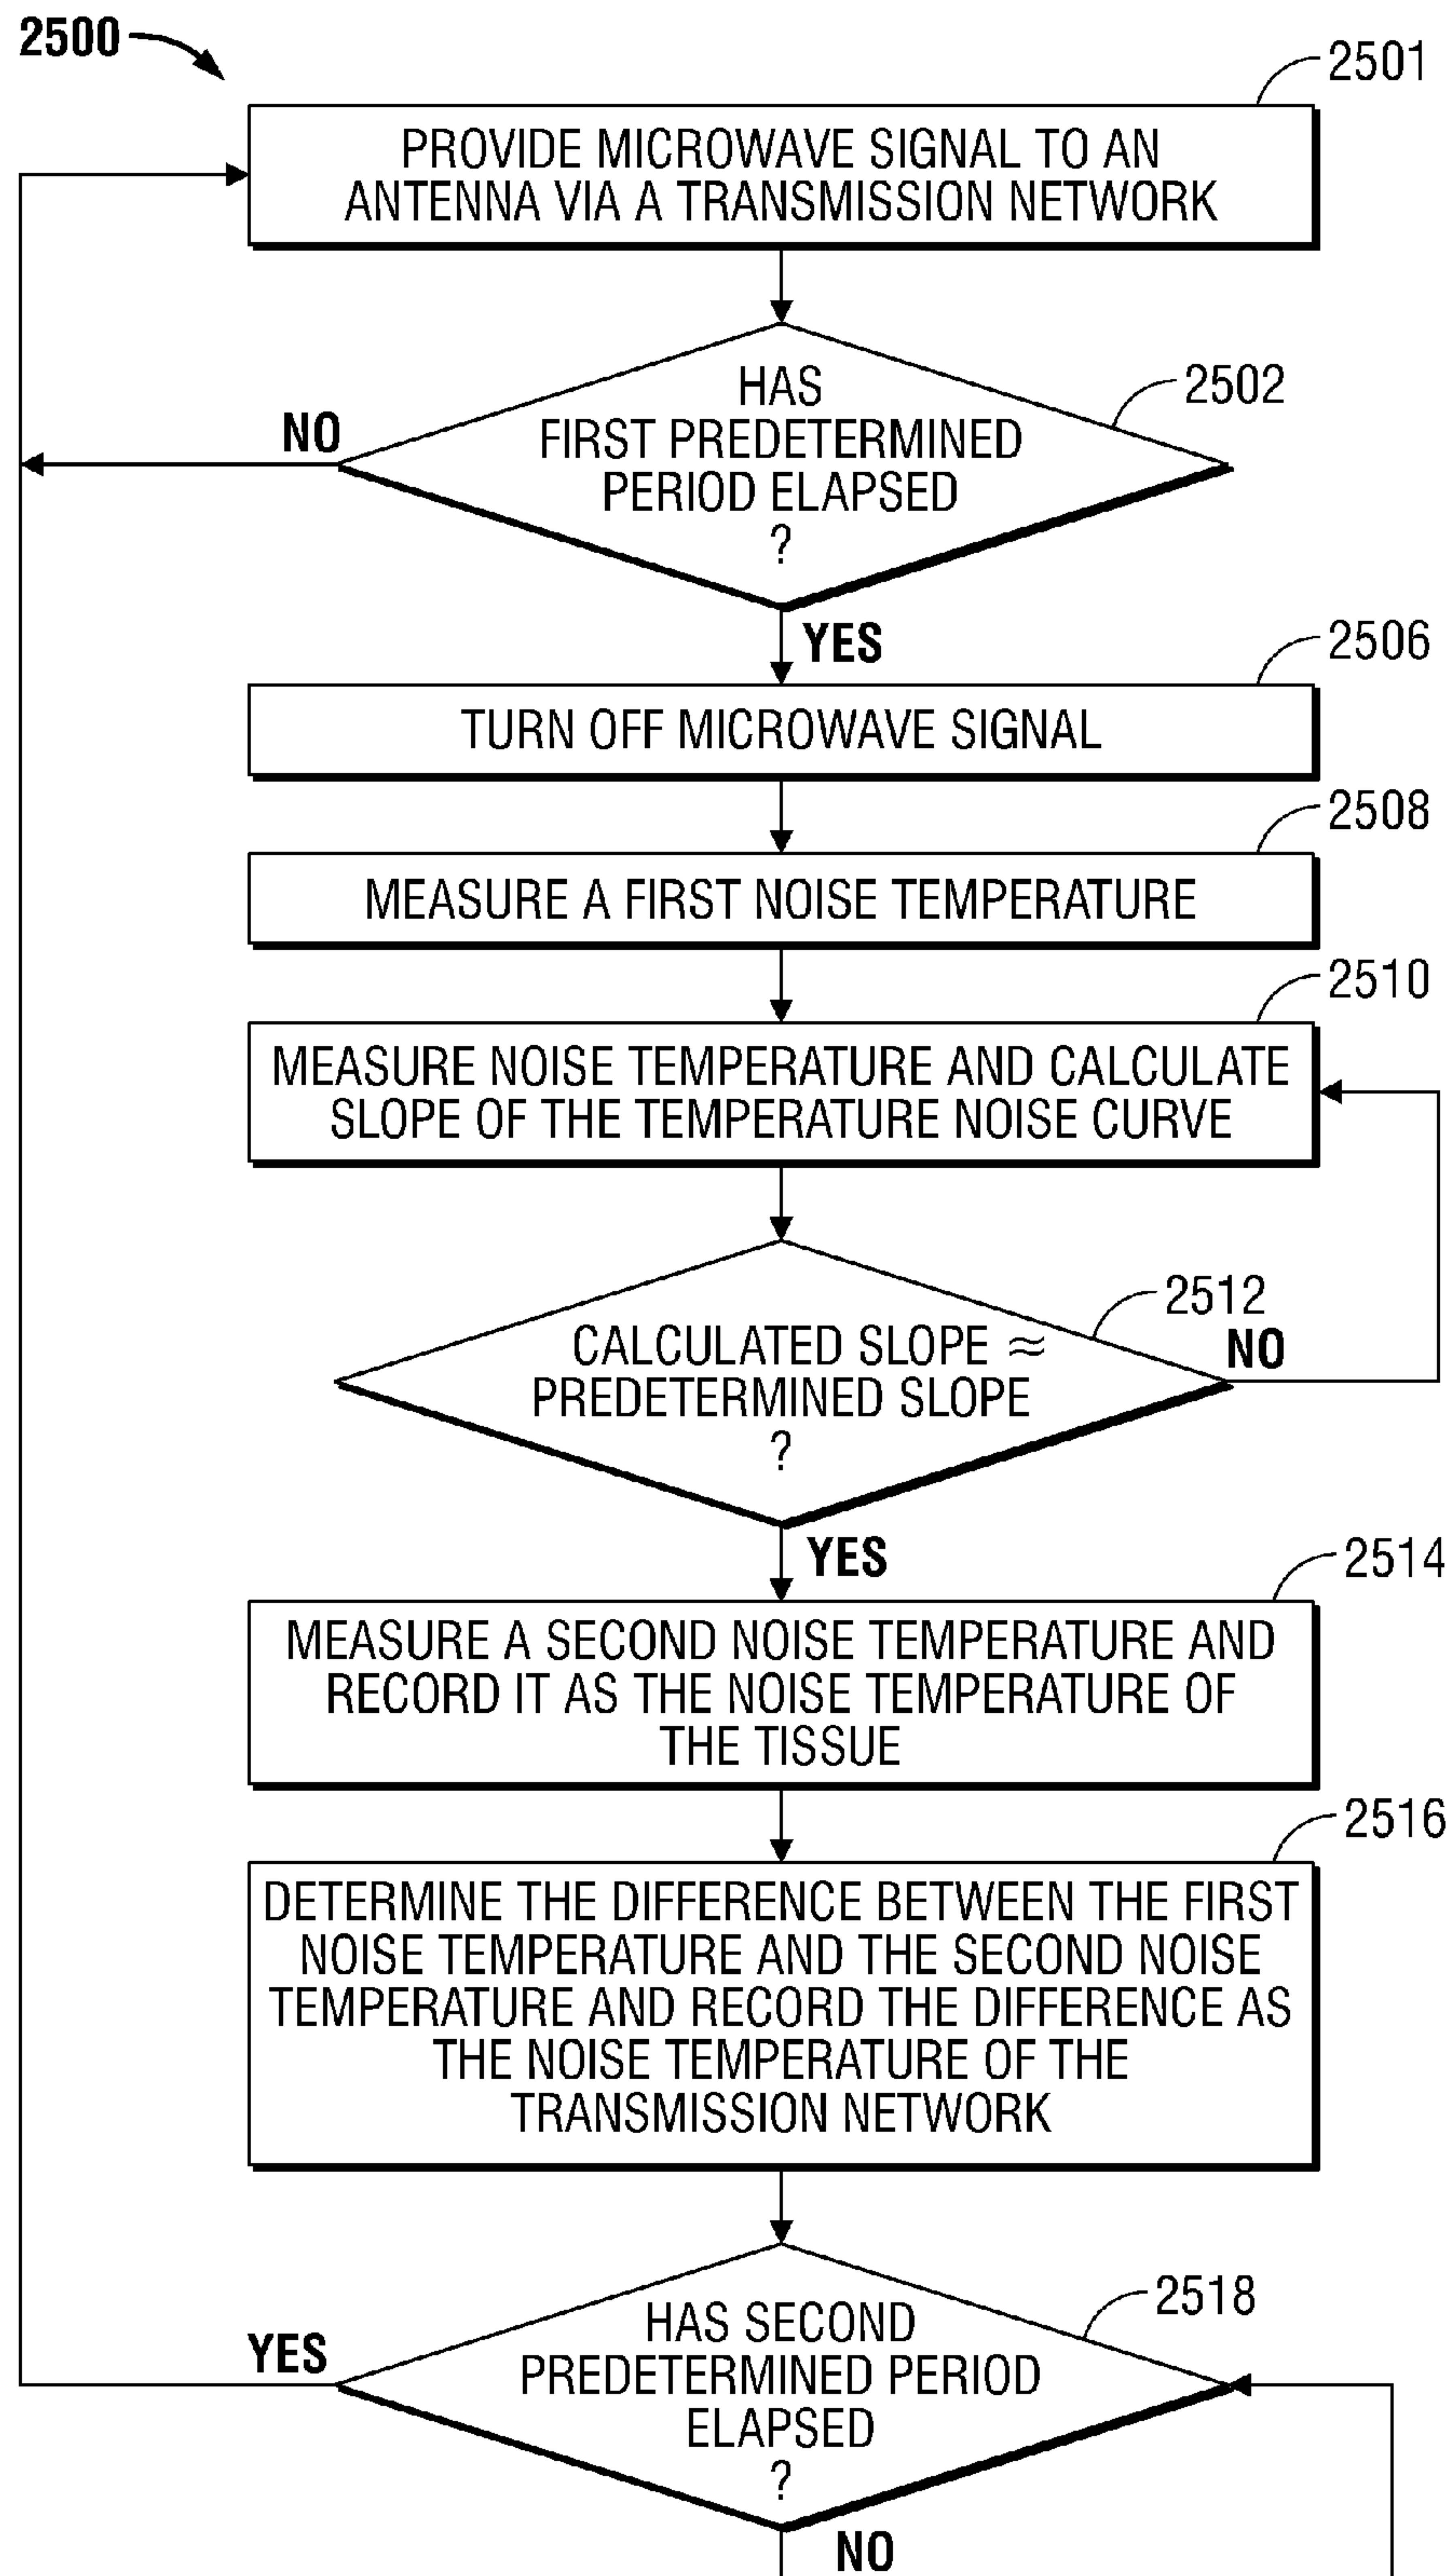 2500
2501
PROVIDE MICROWAVE SIGNAL TO AN
ANTENNA VIA A TRANSMISSION NETWORK
2502
HAS
FIRST PREDETERMINED
PERIOD ELAPSED
?
NO
YES
2506
TURN OFF MICROWAVE SIGNAL
2508
MEASURE A FIRST NOISE TEMPERATURE
2510
MEASURE NOISE TEMPERATURE AND CALCULATE
SLOPE OF THE TEMPERATURE NOISE CURVE
2512
CALCULATED SLOPE ≈
PREDETERMINED SLOPE
?
NO
YES
2514
MEASURE A SECOND NOISE TEMPERATURE AND
RECORD IT AS THE NOISE TEMPERATURE OF
THE TISSUE
2516
DETERMINE THE DIFFERENCE BETWEEN THE FIRST
NOISE TEMPERATURE AND THE SECOND NOISE
TEMPERATURE AND RECORD THE DIFFERENCE AS
THE NOISE TEMPERATURE OF THE
TRANSMISSION NETWORK
2518
HAS SECOND
PREDETERMINED PERIOD
ELAPSED
?
YES
NO